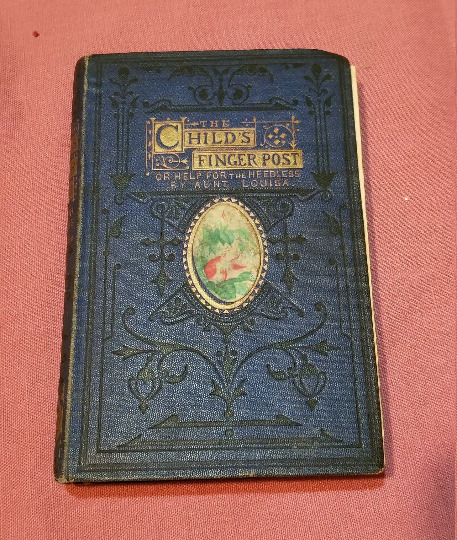 THE
CHILD'S
FINGER POST
OR HELP FOR THE HEEDLESS
BY AUNT LOUISA